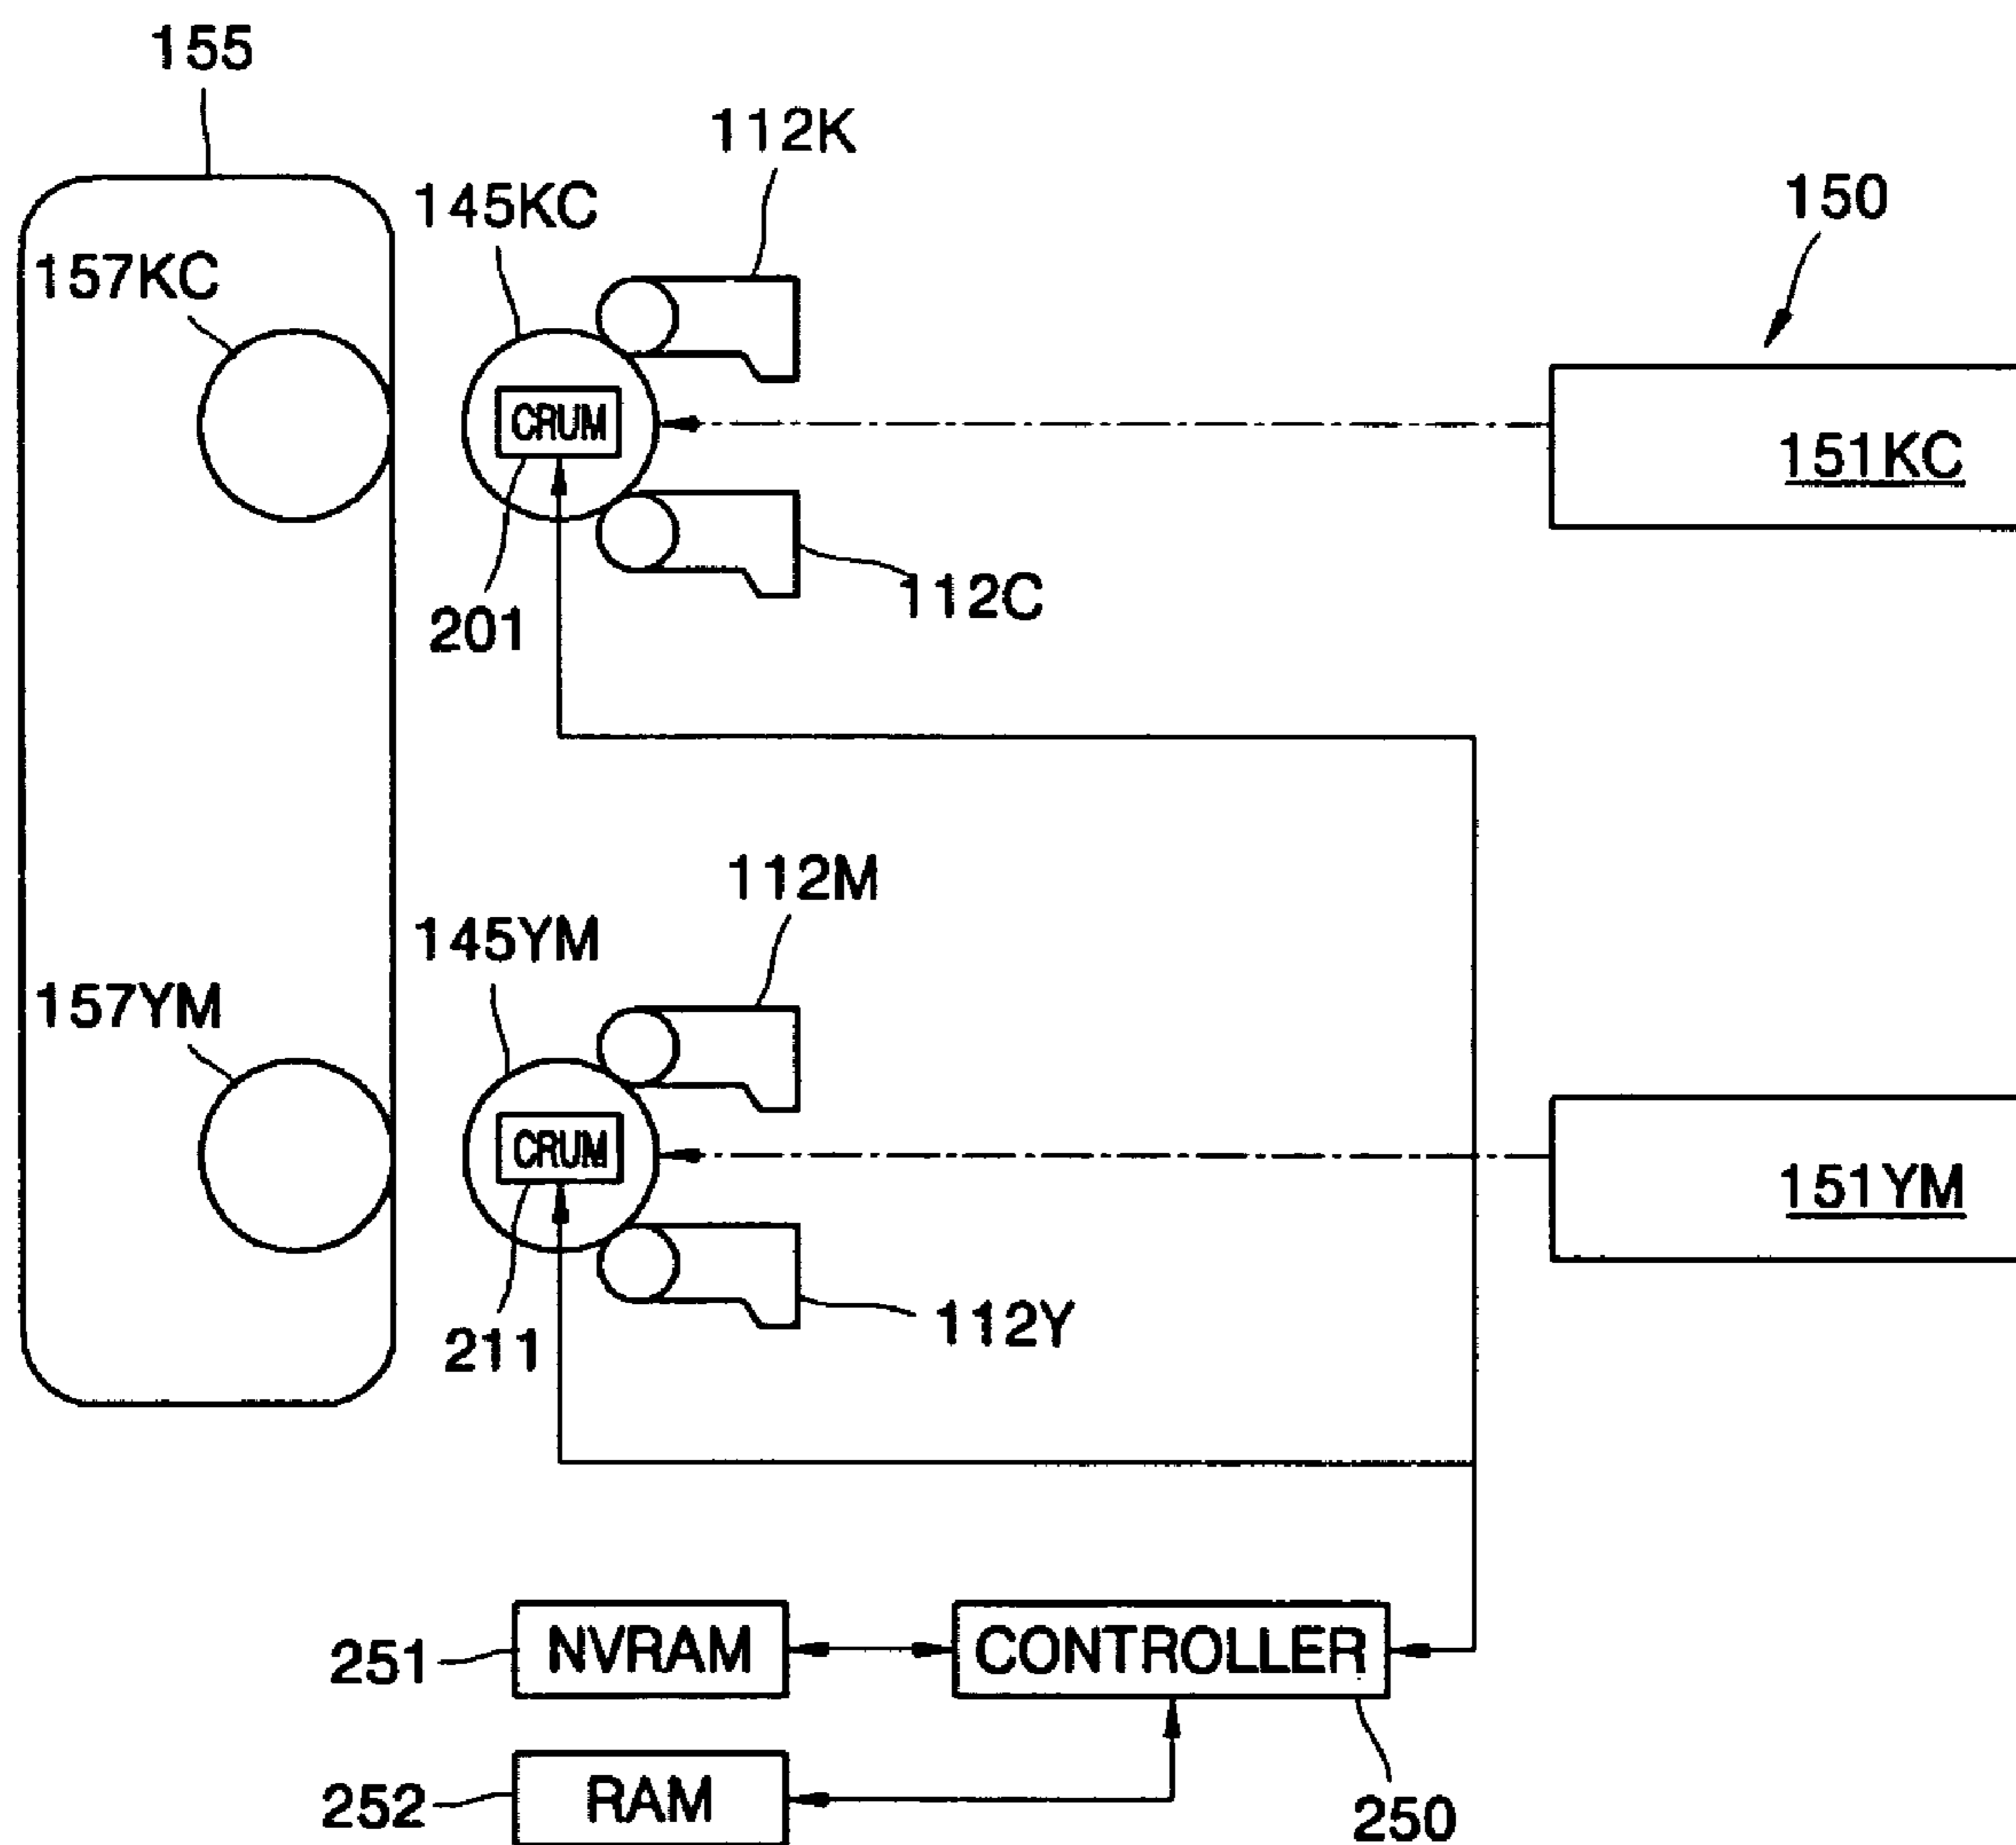 155
112K
145KC
150
157KC
CRUM
151KC
112C
201
112M
145YM
157YM
CRUM
151YM
211
112Y
251
NVRAM
CONTROLLER
252
RAM
250